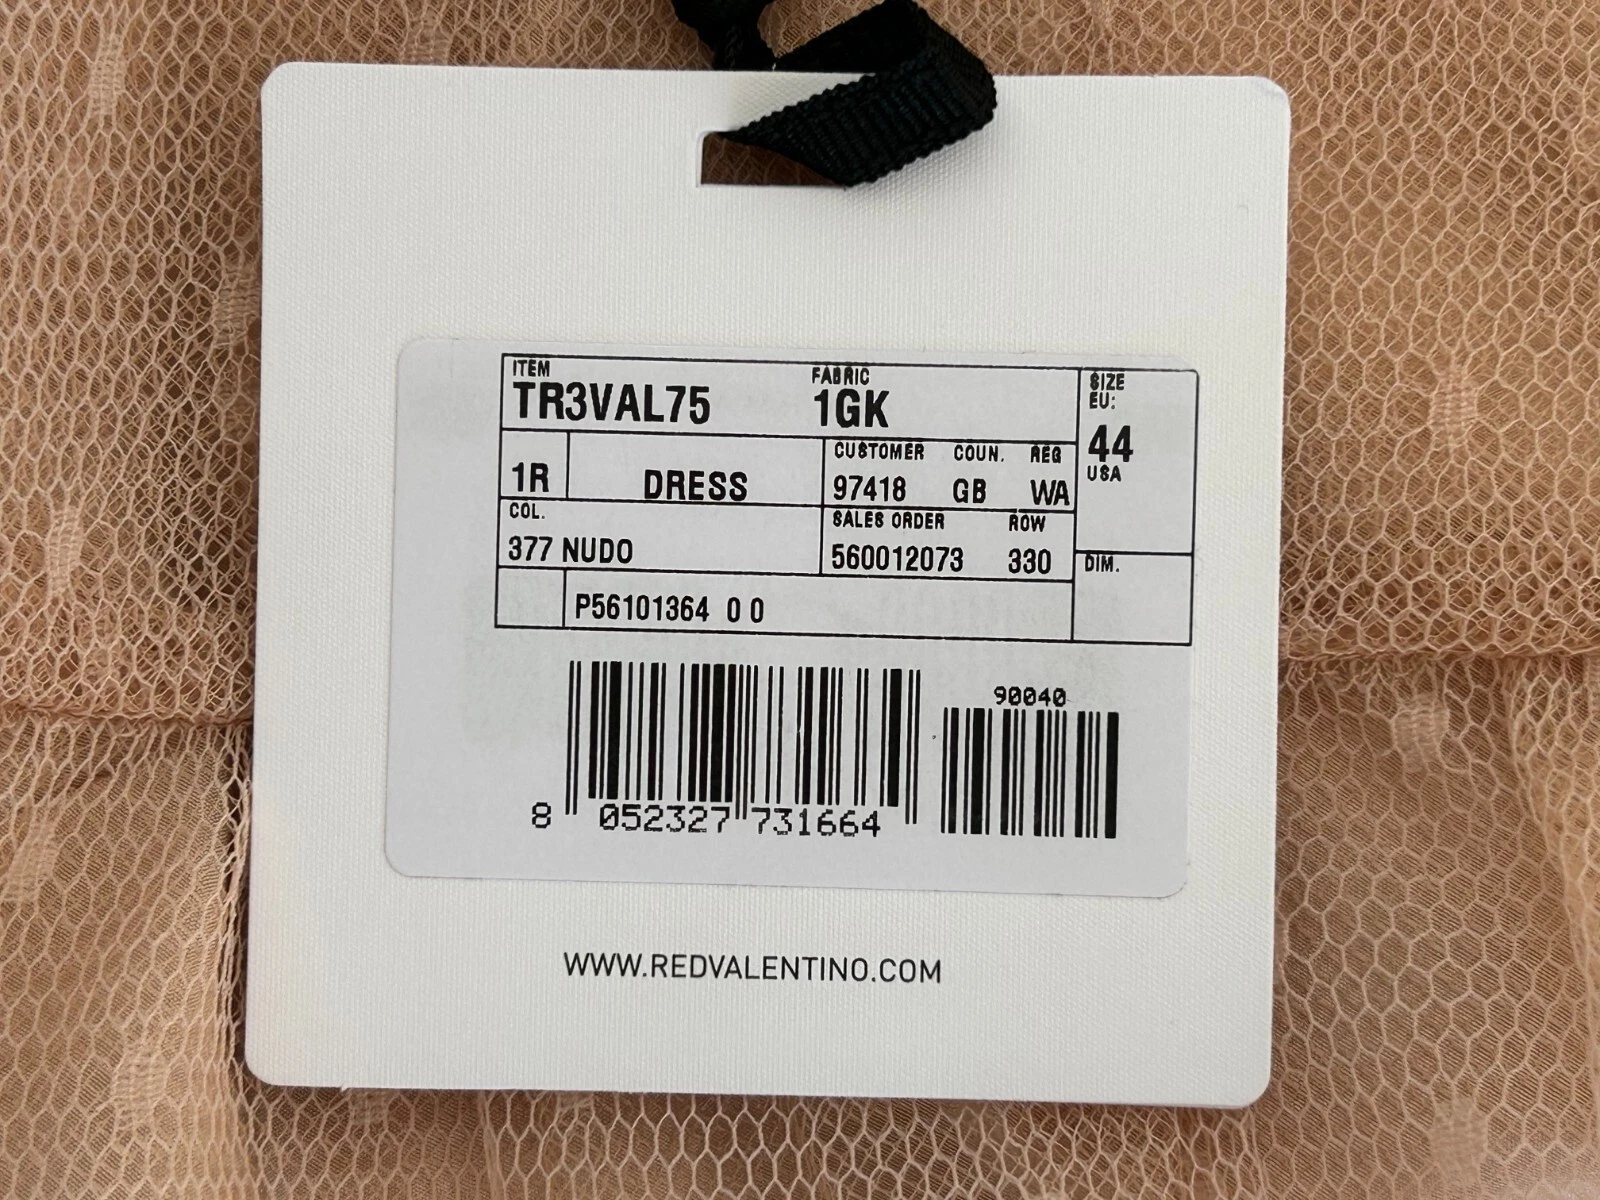 ITEM FABRIC SIZE
TR3VAL75 1GK EU:
44
USA
1R DRESS CUSTOMER COUN. REG
97418 GB WA
COL. SALES ORDER ROW
377 NUDO 560012073 330 DIM.
P56101364 0 0
90040
8 052327 731664
WWW.REDVALENTINO.COM